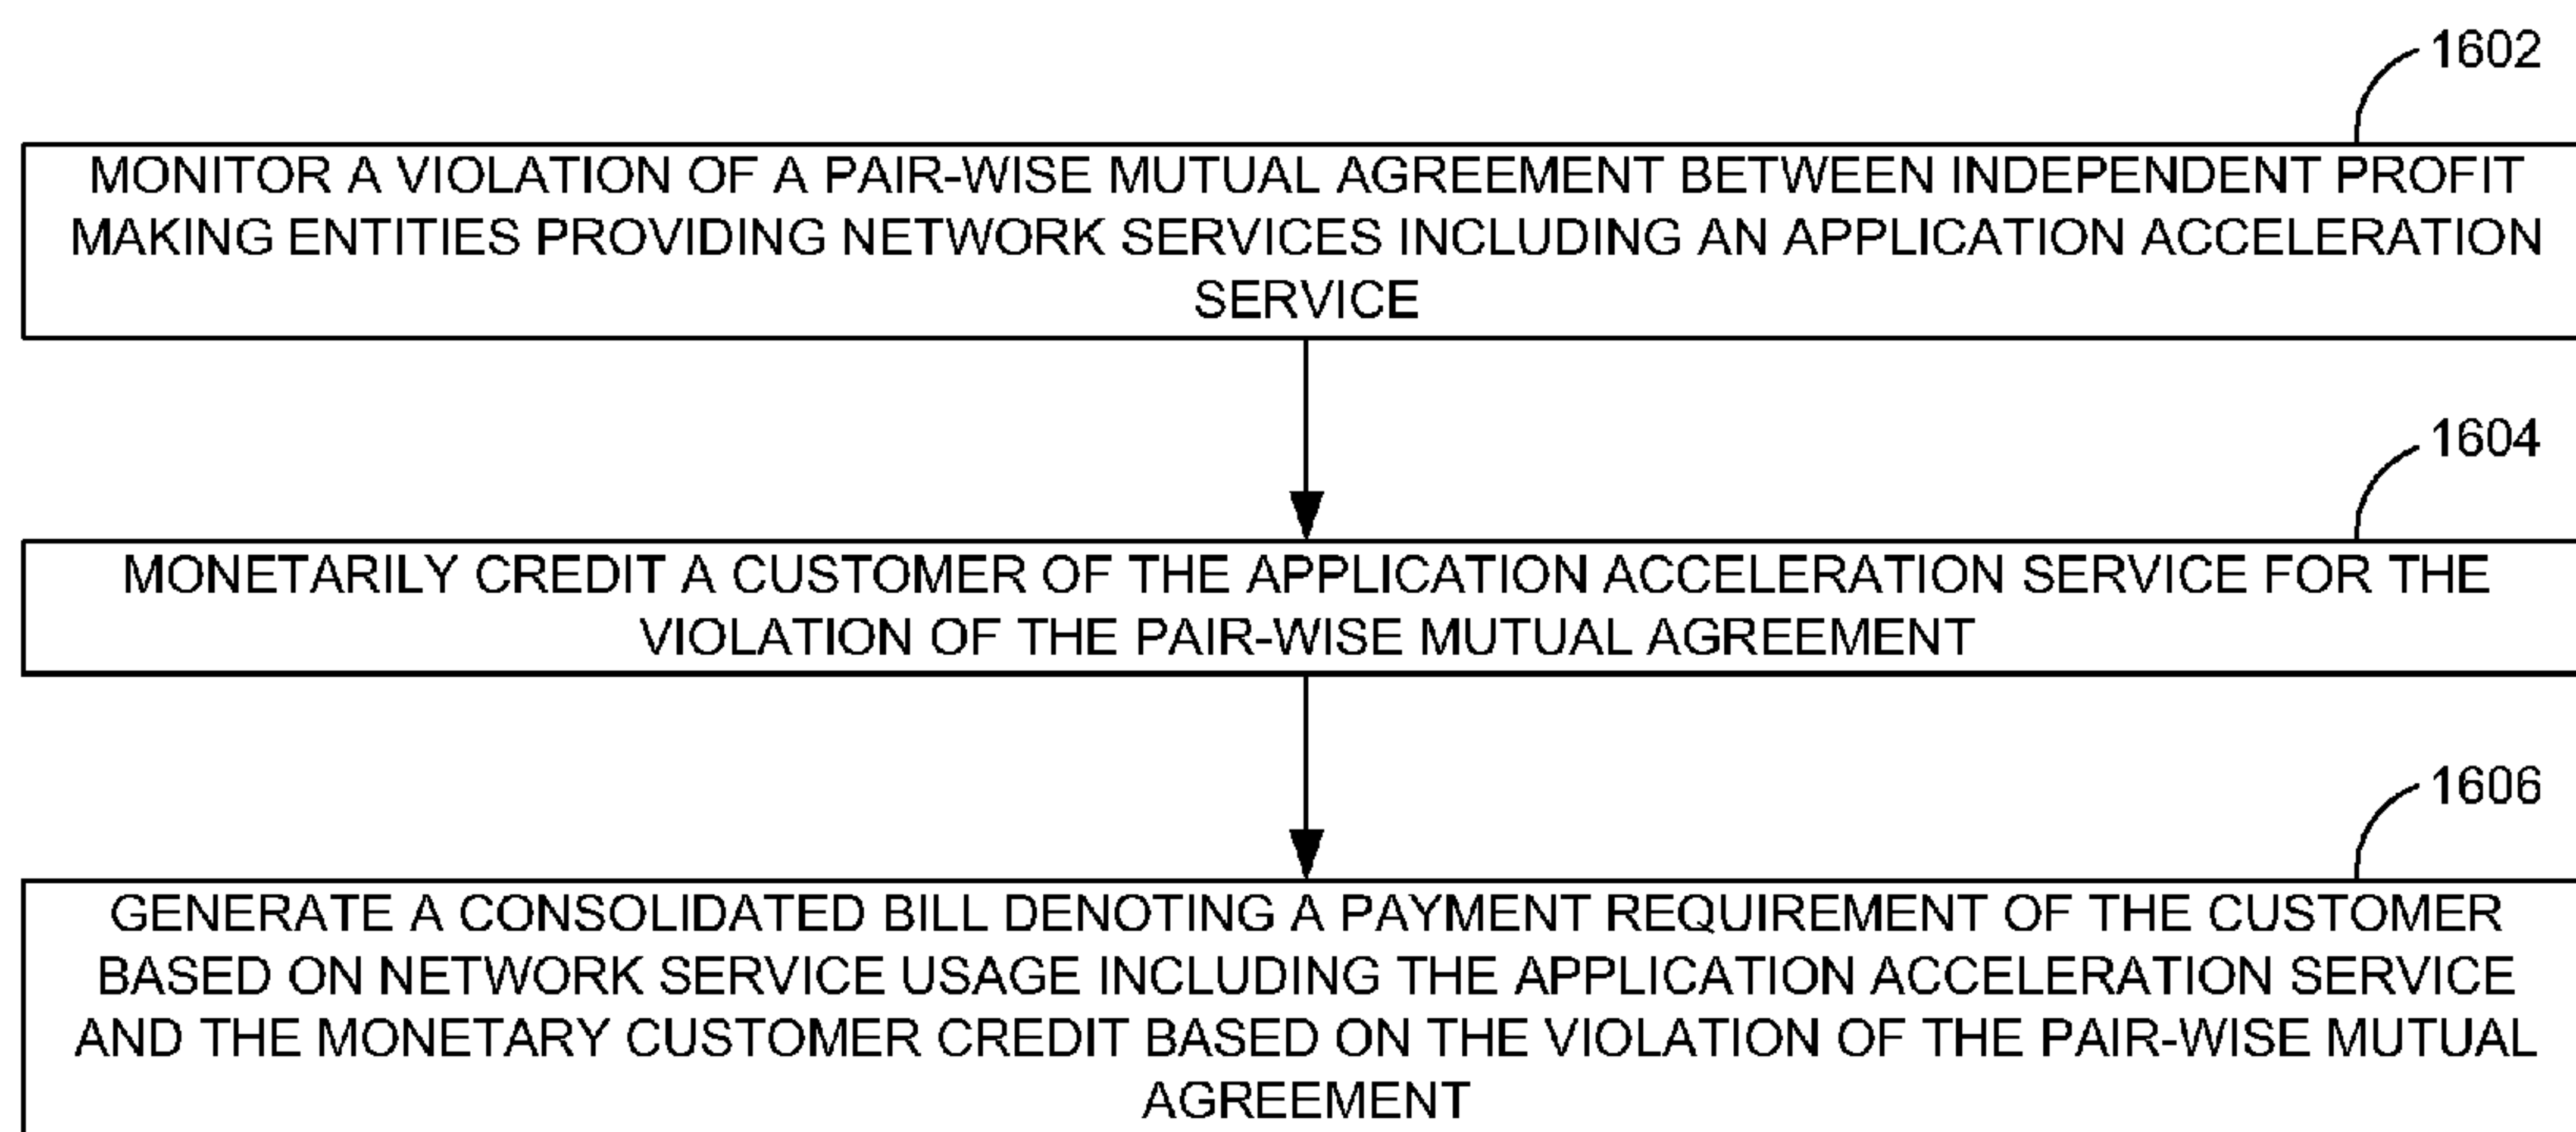 1602
MONITOR A VIOLATION OF A PAIR-WISE MUTUAL AGREEMENT BETWEEN INDEPENDENT PROFIT
MAKING ENTITIES PROVIDING NETWORK SERVICES INCLUDING AN APPLICATION ACCELERATION
SERVICE
1604
MONETARILY CREDIT A CUSTOMER OF THE APPLICATION ACCELERATION SERVICE FOR THE
VIOLATION OF THE PAIR-WISE MUTUAL AGREEMENT
1606
GENERATE A CONSOLIDATED BILL DENOTING A PAYMENT REQUIREMENT OF THE CUSTOMER
BASED ON NETWORK SERVICE USAGE INCLUDING THE APPLICATION ACCELERATION SERVICE
AND THE MONETARY CUSTOMER CREDIT BASED ON THE VIOLATION OF THE PAIR-WISE MUTUAL
AGREEMENT